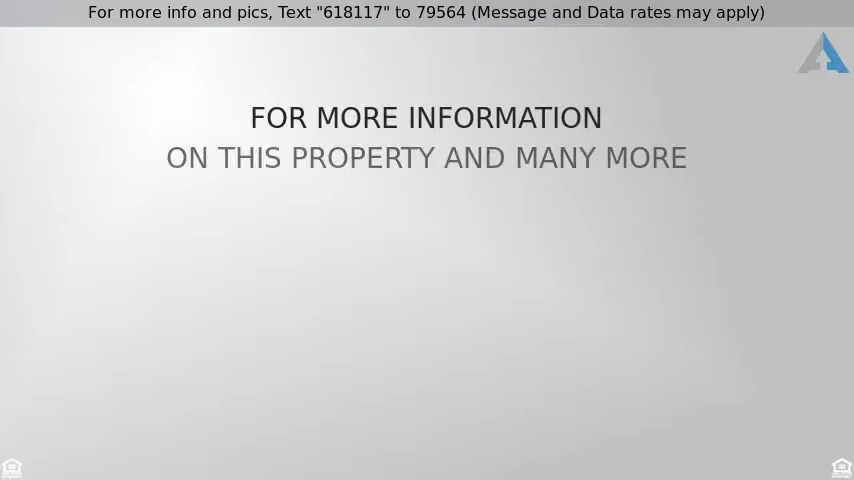 For more info and pics, Text "618117" to 79564 (Message and Data rates may apply)
FOR MORE INFORMATION
ON THIS PROPERTY AND MANY MORE